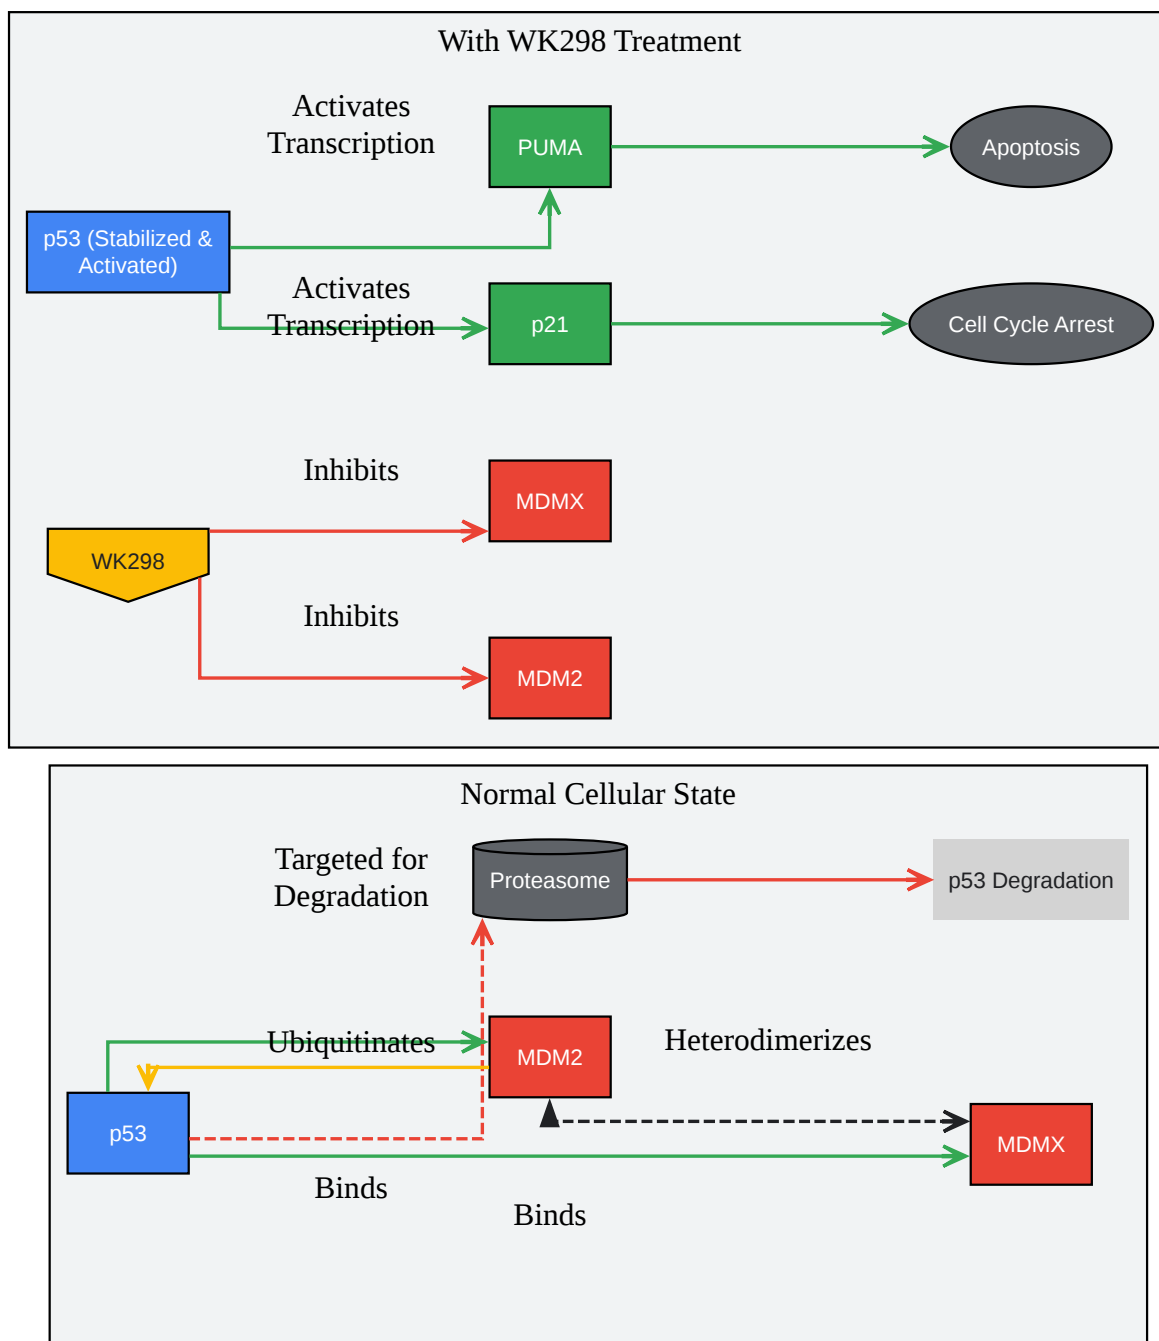 With WK298 Treatment
Activates
Transcription
PUMA
Apoptosis
p53 (Stabilized &
Activated)
Activates
Transcription
p21
Cell Cycle Arrest
Inhibits
MDMX
WK298
Inhibits
MDM2
Normal Cellular State
Targeted for
Degradation
Proteasome
p53 Degradation
Ubiquitinates
MDM2
Heterodimerizes
p53
MDMX
Binds
Binds